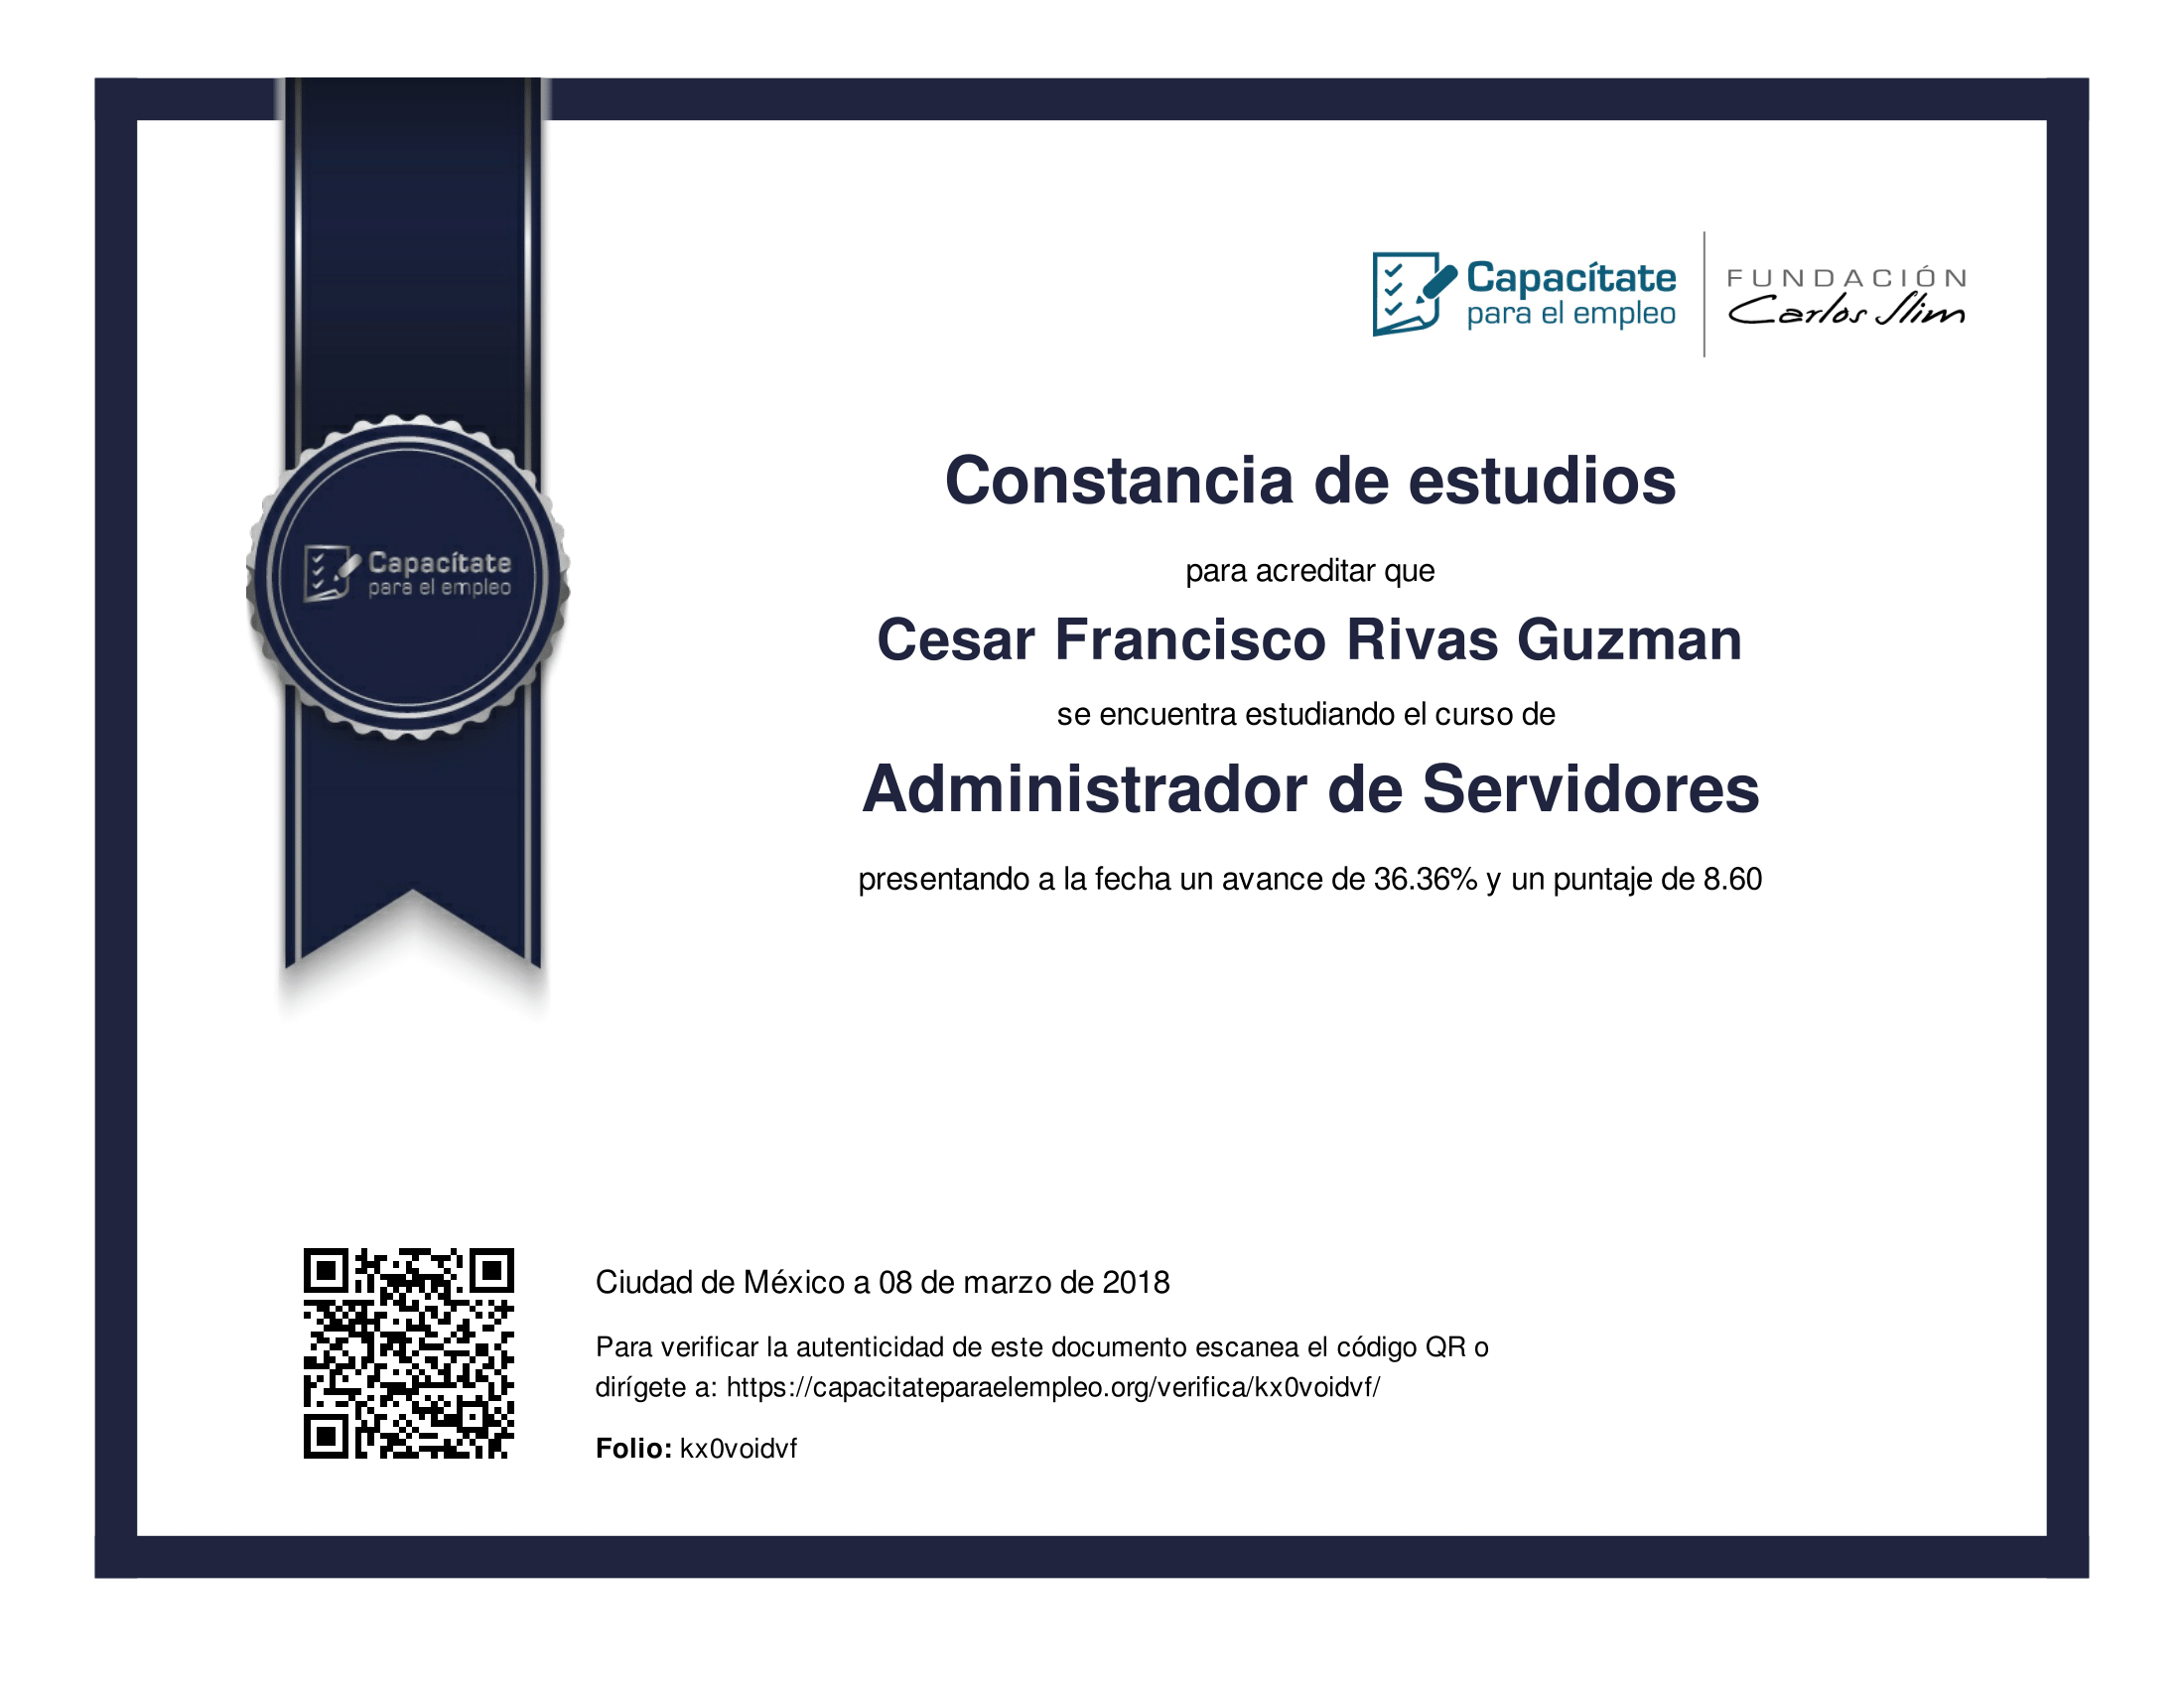 Capacítate
para el empleo
FUNDACIÓN
Carlos Slim
Constancia de estudios
para acreditar que
Cesar Francisco Rivas Guzman
se encuentra estudiando el curso de
Administrador de Servidores
presentando a la fecha un avance de 36.36% y un puntaje de 8.60
Capacítate
para el empleo
Ciudad de México a 08 de marzo de 2018
Para verificar la autenticidad de este documento escanea el código QR o
dirígete a: https://capacitateparaelempleo.org/verifica/kx0voidvf/
Folio: kx0voidvf